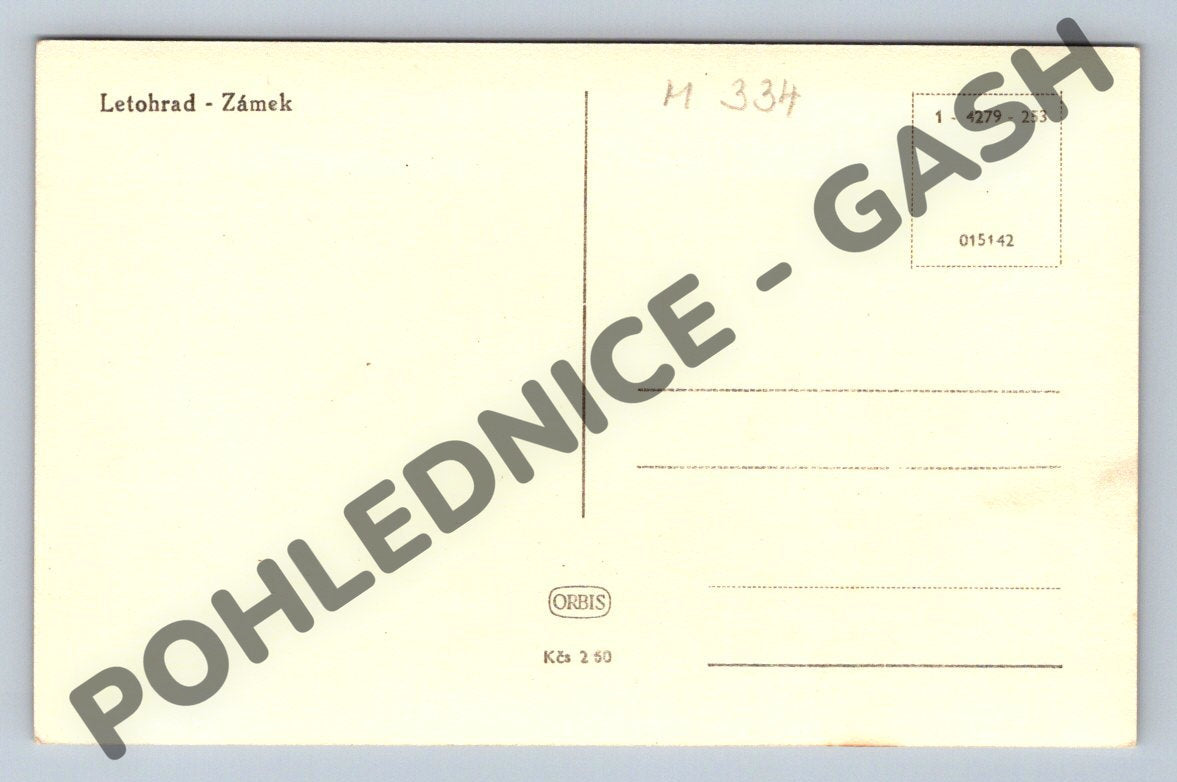 Letohrad - Zámek
M 334
1 - 4279 - 253
015142
POHLEDNICE - GASH
ORBIS
Kčs 2 60